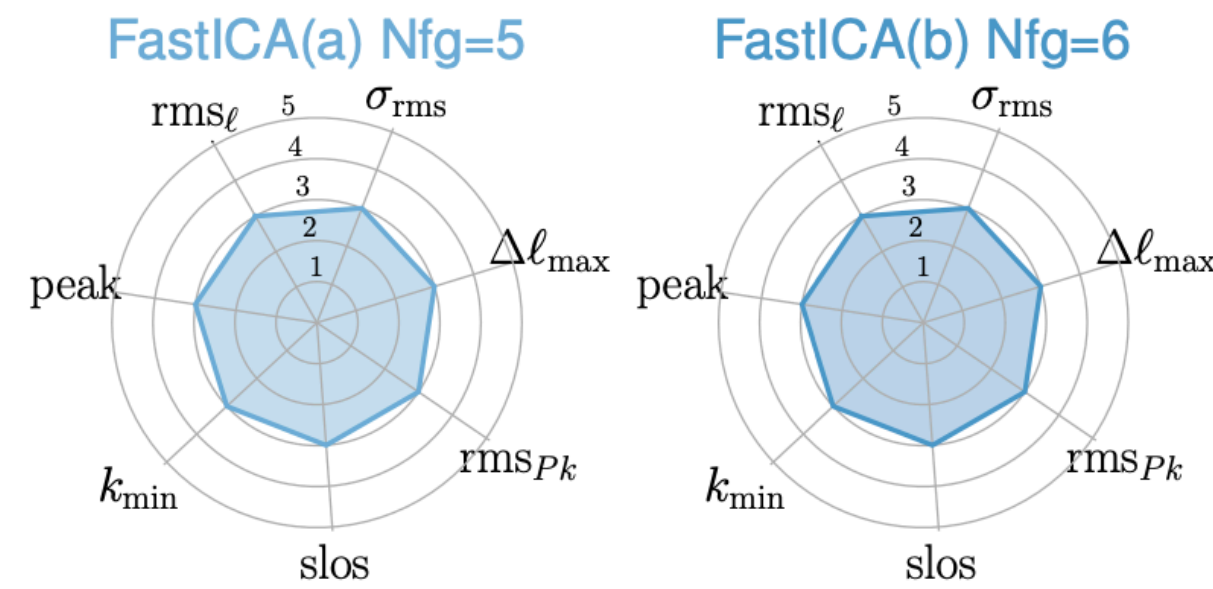 FastICA(a) Nfg=5
rmsℓ
5
σrms
4
3
2
1
Δℓmax
peak
kmin
rmsPk
slos
FastICA(b) Nfg=6
rmsℓ
5
σrms
4
3
2
1
Δℓmax
peak
kmin
rmsPk
slos